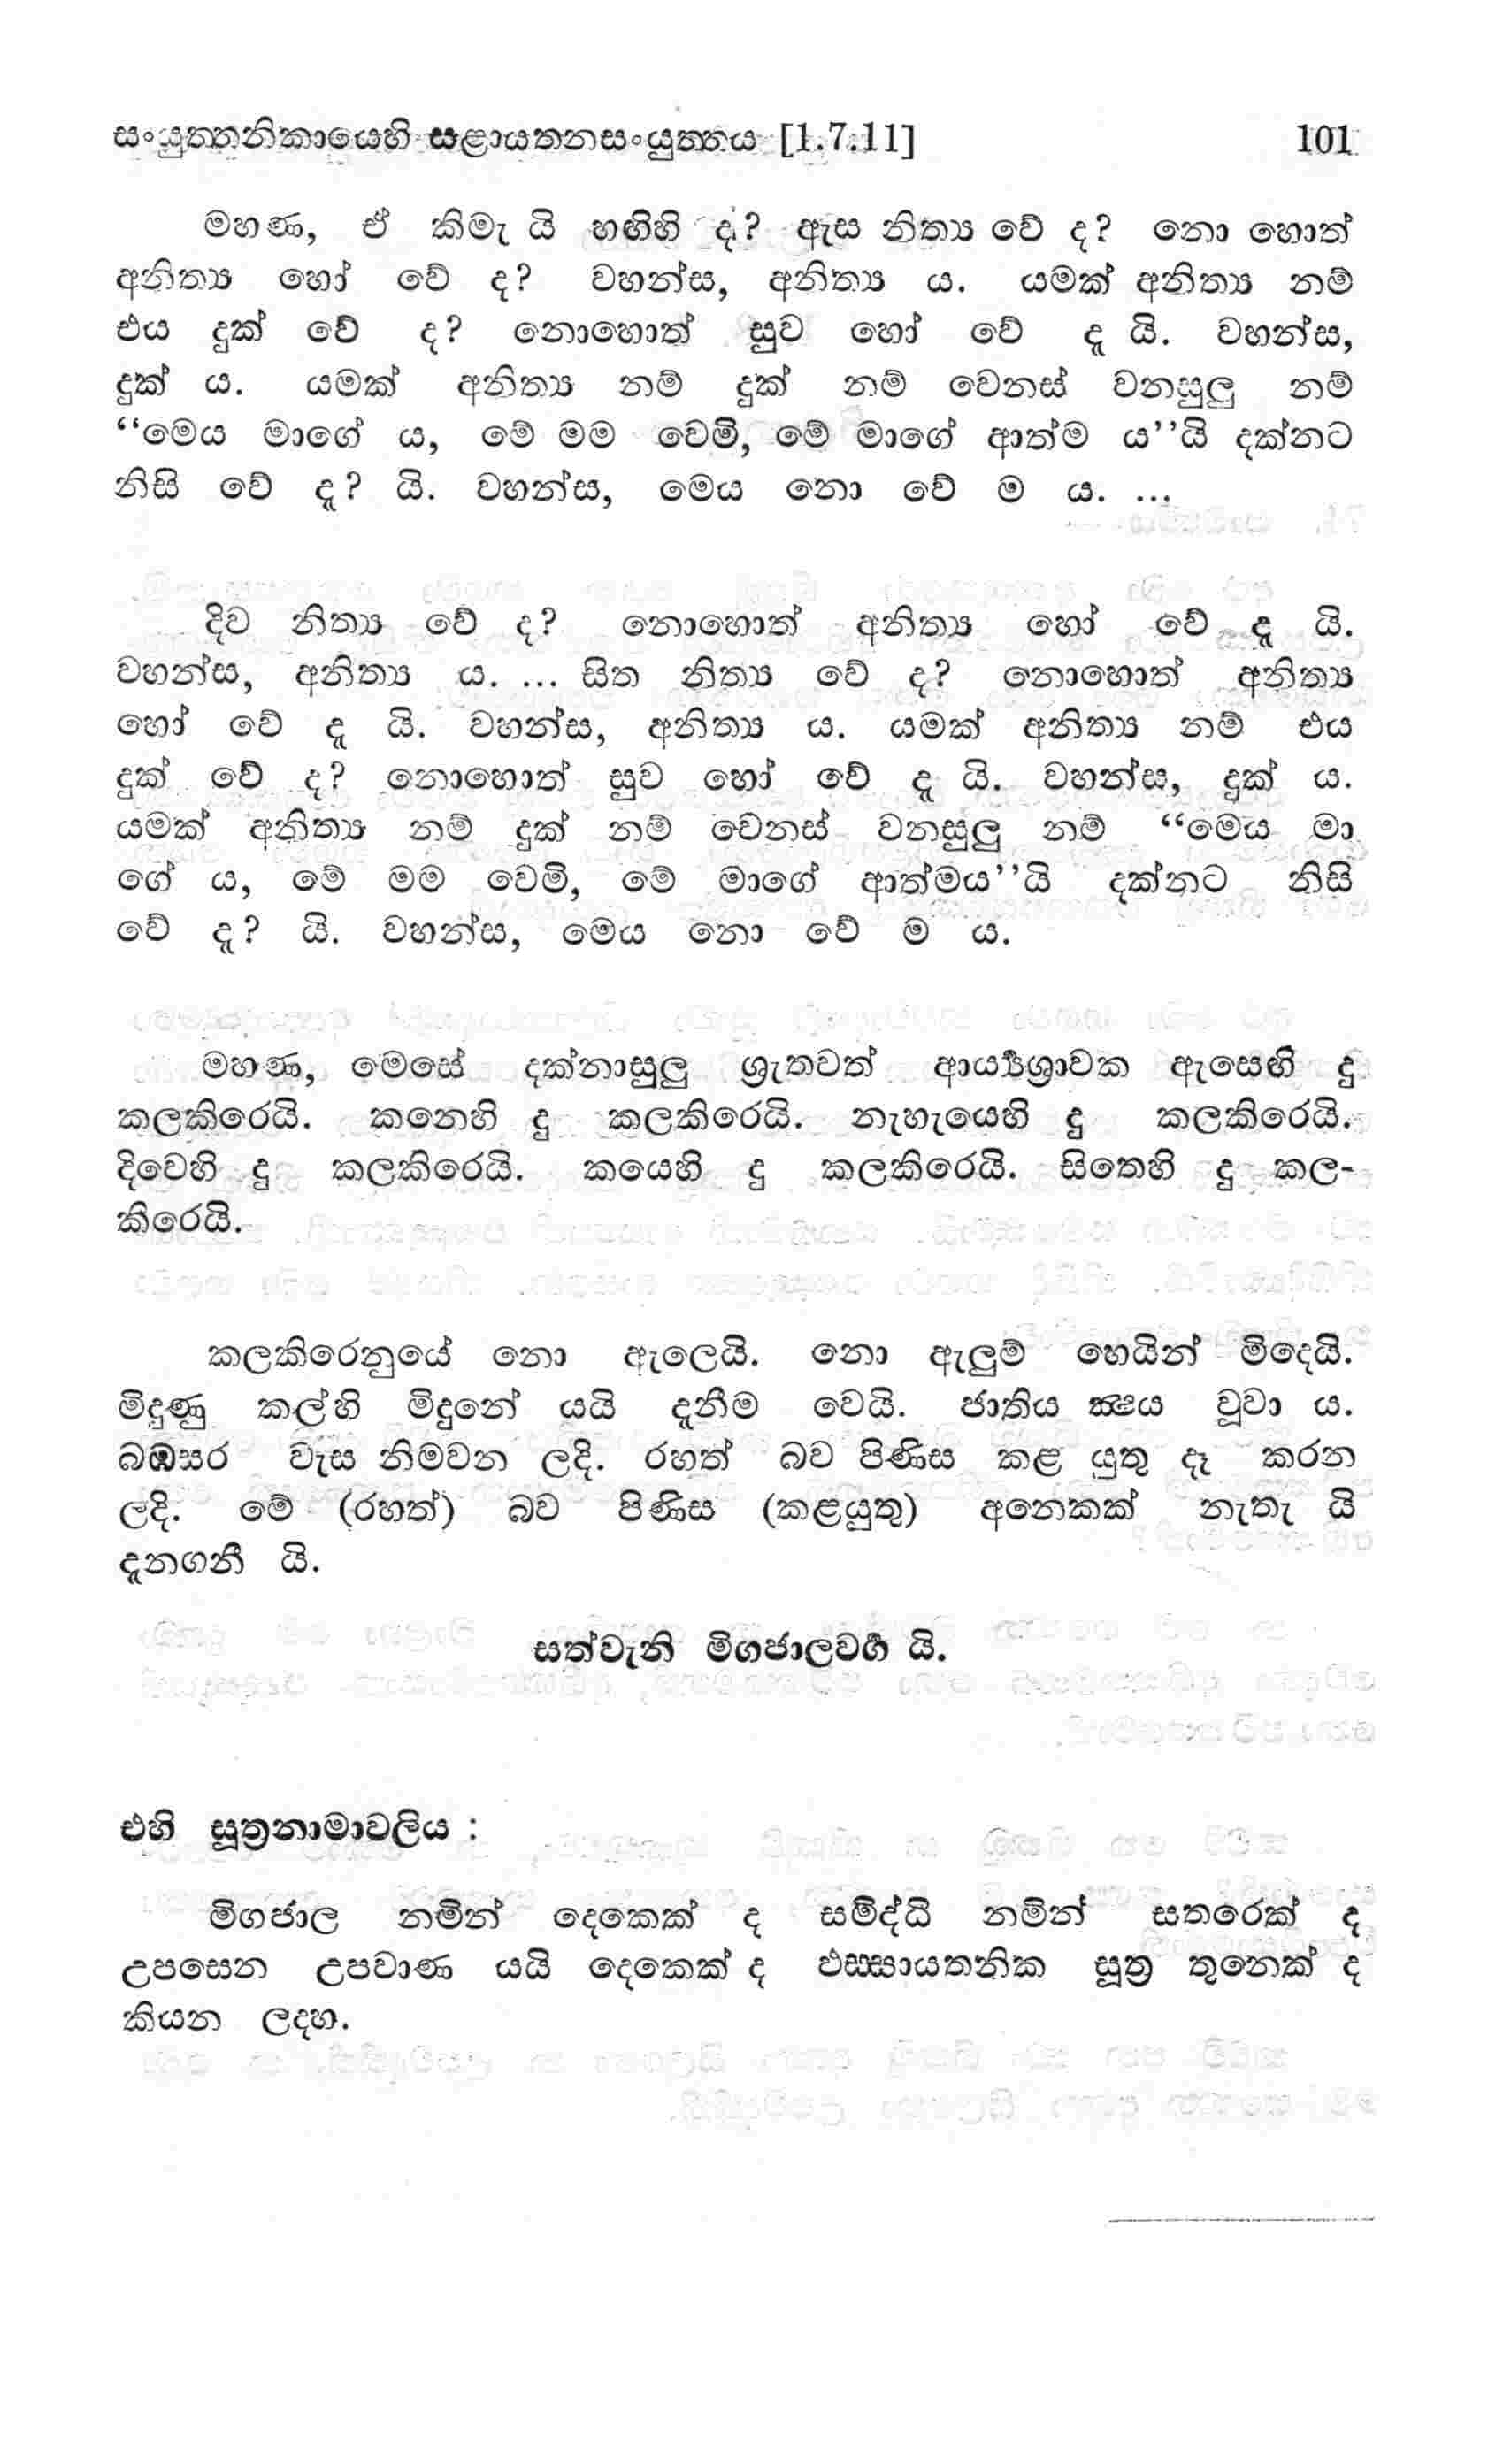 සංයුත්තනිකායෙහි සළායතනසංයුත්තය [1.7.11] 101
මහණ, ඒ කිමැ යි හඟිහි ද? ඇස නිත්‍ය වේ ද? නො හොත්
අනිත්‍ය හෝ වේ ද? වහන්ස, අනිත්‍ය ය. යමක් අනිත්‍ය නම්
එය දුක් වේ ද? නොහොත් සුව හෝ වේ දැ යි. වහන්ස,
දුක් ය. යමක් අනිත්‍ය නම් දුක් නම් වෙනස් වනසුලු නම්
“මෙය මාගේ ය, මේ මම වෙමි, මේ මාගේ ආත්ම ය”යි දක්නට
නිසි වේ දැ? යි. වහන්ස, මෙය නො වේ ම ය. ...
දිව නිත්‍ය වේ ද? නොහොත් අනිත්‍ය හෝ වේ දැ යි.
වහන්ස, අනිත්‍ය ය. ... සිත නිත්‍ය වේ ද? නොහොත් අනිත්‍ය
හෝ වේ දැ යි. වහන්ස, අනිත්‍ය ය. යමක් අනිත්‍ය නම් එය
දුක් වේ ද? නොහොත් සුව හෝ වේ දැ යි. වහන්ස, දුක් ය.
යමක් අනිත්‍ය නම් දුක් නම් වෙනස් වනසුලු නම් “මෙය මා
ගේ ය, මේ මම වෙමි, මේ මාගේ ආත්මය”යි දක්නට නිසි
වේ දැ? යි. වහන්ස, මෙය නො වේ ම ය.
මහණ, මෙසේ දක්නාසුලු ශ්‍රැතවත් ආර්‍ය්‍යශ්‍රාවක ඇසෙහි දු
කලකිරෙයි. කනෙහි දු කලකිරෙයි. නැහැයෙහි දු කලකිරෙයි.
දිවෙහි දු කලකිරෙයි. කයෙහි දු කලකිරෙයි. සිතෙහි දු කල-
කිරෙයි.
කලකිරෙනුයේ නො ඇලෙයි. නො ඇලුම් හෙයින් මිදෙයි.
මිදුණු කල්හි මිදුනේ යයි දැනීම වෙයි. ජාතිය ක්‍ෂය වූවා ය.
බඹසර වැස නිමවන ලදි. රහත් බව පිණිස කළ යුතු දෑ කරන
ලදි. මේ (රහත්) බව පිණිස (කළයුතු) අනෙකක් නැතැ යි
දැනගනී යි.
සත්වැනි මිගජාලවර්‍ග යි.
එහි සූත්‍රනාමාවලිය :
මිගජාල නමින් දෙකෙක් ද සමිද්ධි නමින් සතරෙක් ද
උපසෙන උපවාණ යයි දෙකෙක් ද ඵස්සායතනික සූත්‍ර තුනෙක් ද
කියන ලදහ.